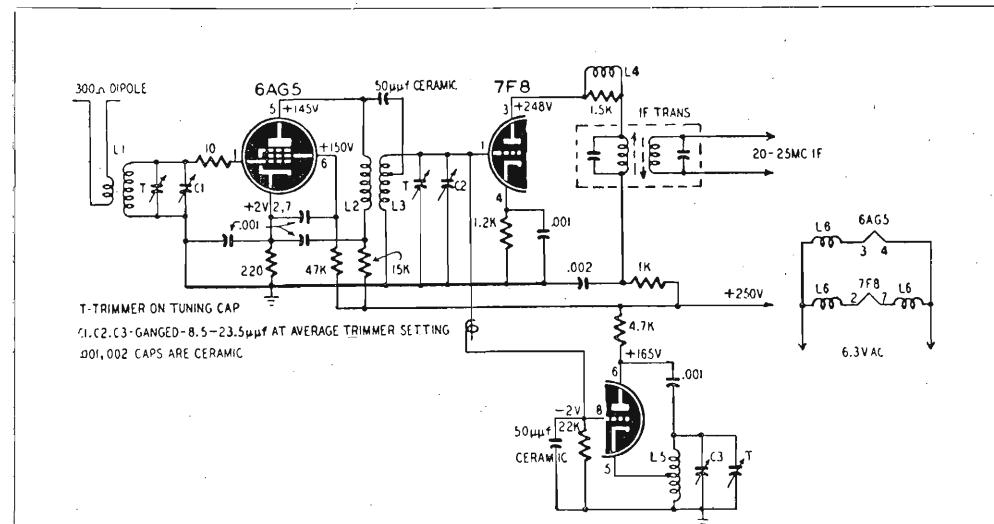 300Ω DIPOLE
L1
T
C1
10
1
6AG5
5
+145V
+150V
6
+2V
2,7
.001
220
47K
15K
50μμf CERAMIC
L2
L3
T
C2
7F8
3
+248V
1
4
1.2K
.001
L4
1.5K
IF TRANS
20-25MC IF
.002
1K
+250V
6AG5
L6
3
4
7F8
L6
2
7
L6
6.3V AC
T-TRIMMER ON TUNING CAP
C1.C2.C3-GANGED-8.5-23.5μμf AT AVERAGE TRIMMER SETTING
.001,.002 CAPS ARE CERAMIC
4.7K
+165V
6
.001
-2V
8
22K
50μμf
CERAMIC
5
L5
C3
T